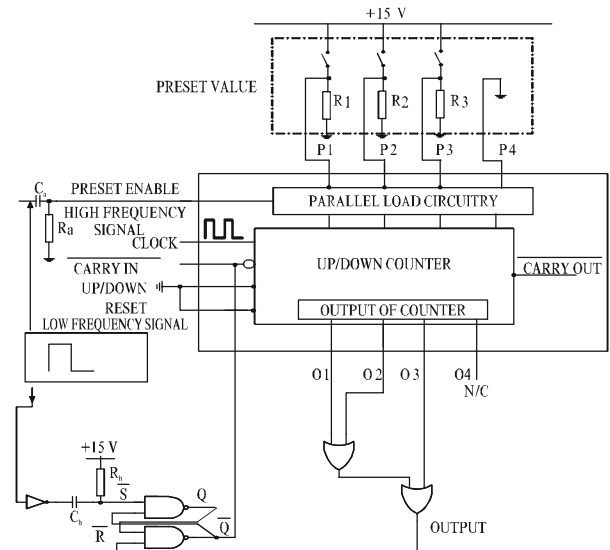 +15 V
PRESET VALUE
R1
R2
R3
P1
P2
P3
P4
Ca
PRESET ENABLE
PARALLEL LOAD CIRCUITRY
HIGH FREQUENCY
SIGNAL
Ra
CLOCK
CARRY IN
UP/DOWN COUNTER
CARRY OUT
UP/DOWN
RESET
OUTPUT OF COUNTER
LOW FREQUENCY SIGNAL
O1
O2
O3
O4
N/C
+15 V
Rb
S
Q
Cb
R
Q
OUTPUT